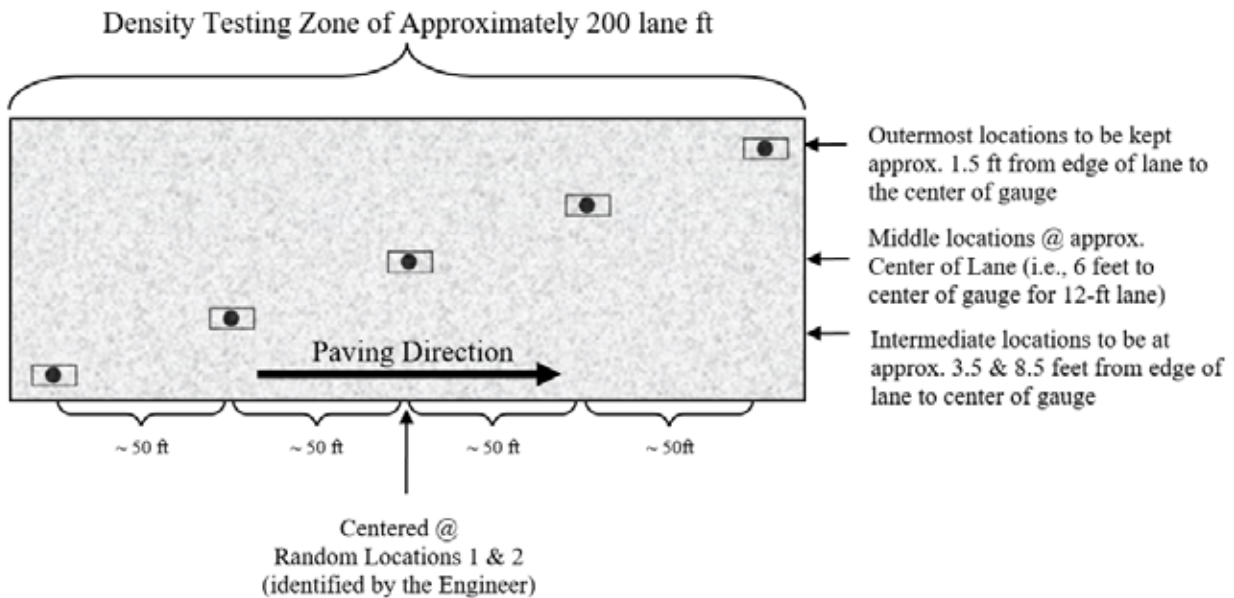 Density Testing Zone of Approximately 200 lane ft
Outermost locations to be kept
approx. 1.5 ft from edge of lane to
the center of gauge
Middle locations @ approx.
Center of Lane (i.e., 6 feet to
center of gauge for 12-ft lane)
Intermediate locations to be at
approx. 3.5 & 8.5 feet from edge of
lane to center of gauge
Paving Direction
~ 50 ft
~ 50 ft
~ 50 ft
~ 50ft
Centered @
Random Locations 1 & 2
(identified by the Engineer)